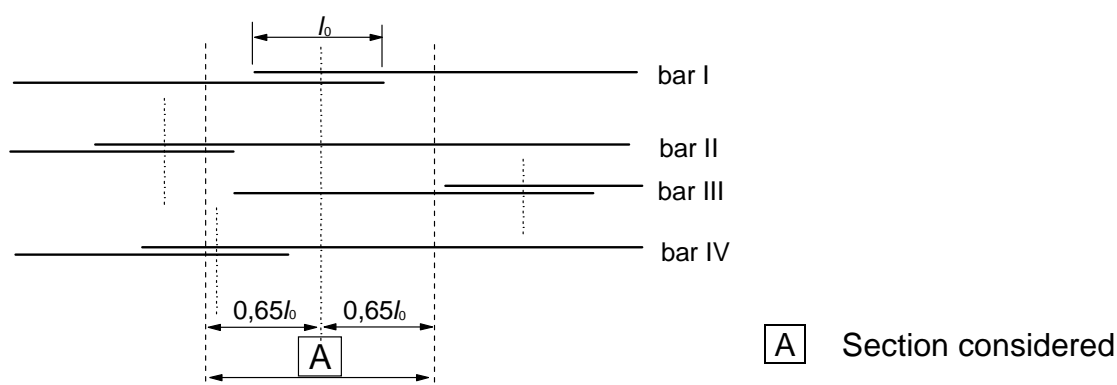 l₀
bar I
bar II
bar III
bar IV
0,65l₀ 0,65l₀
A
A Section considered